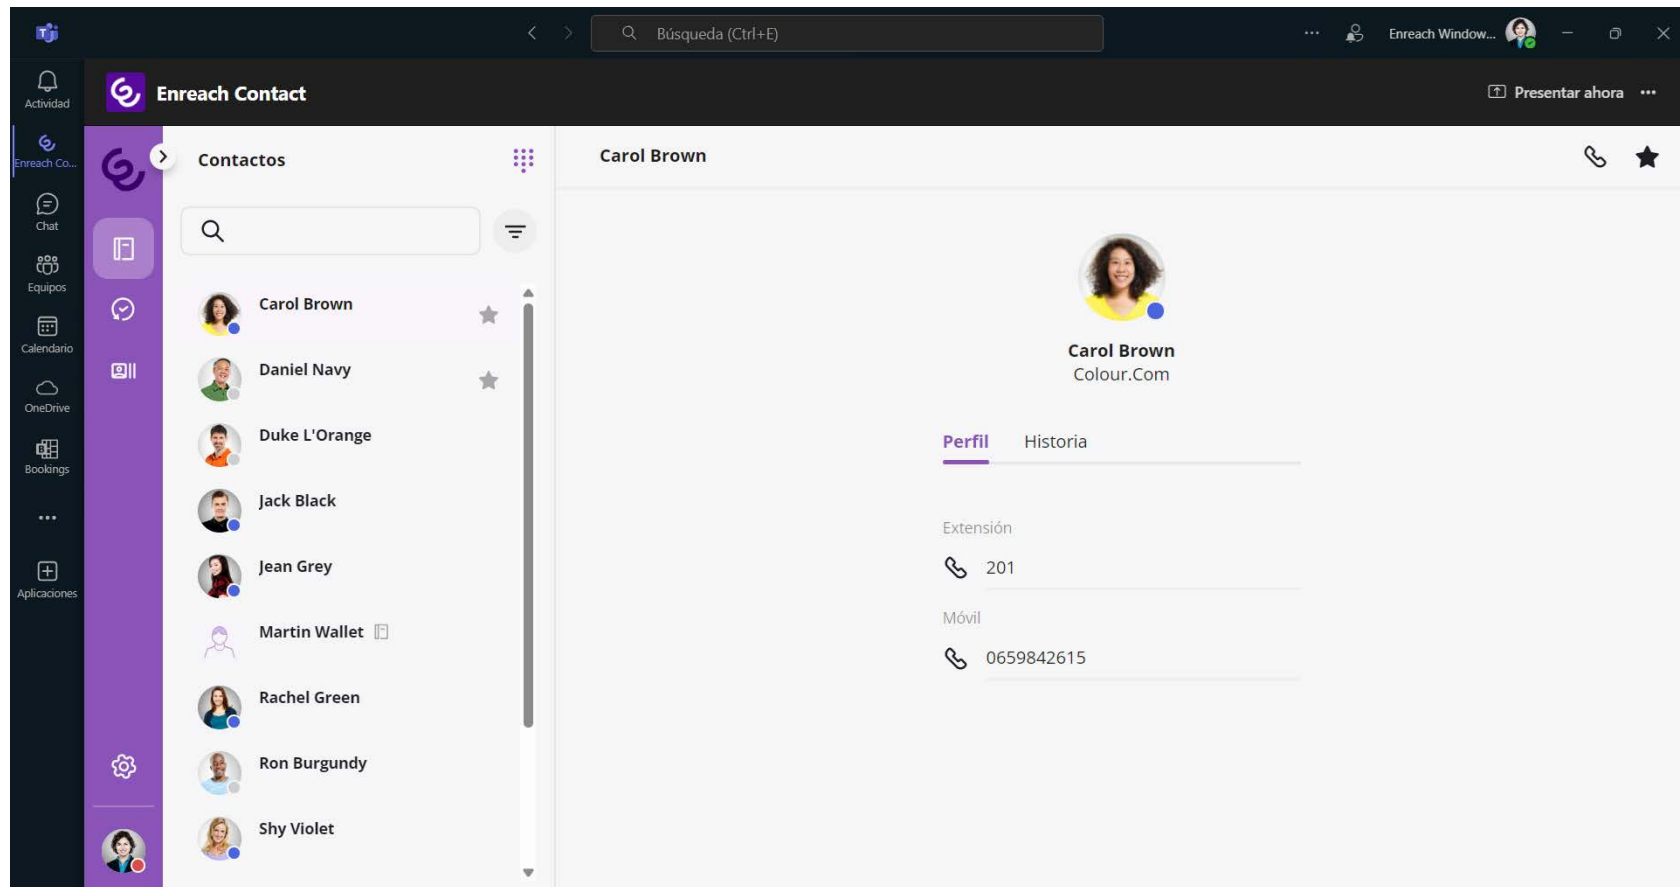 Búsqueda (Ctrl+E)
Enreach Window...
Actividad
Enreach Co...
Chat
Equipos
Calendario
OneDrive
Bookings
Aplicaciones
Enreach Contact
Presentar ahora
Contactos
Carol Brown
Daniel Navy
Duke L'Orange
Jack Black
Jean Grey
Martin Wallet
Rachel Green
Ron Burgundy
Shy Violet
Carol Brown
Carol Brown
Colour.Com
Perfil Historia
Extensión
201
Móvil
0659842615